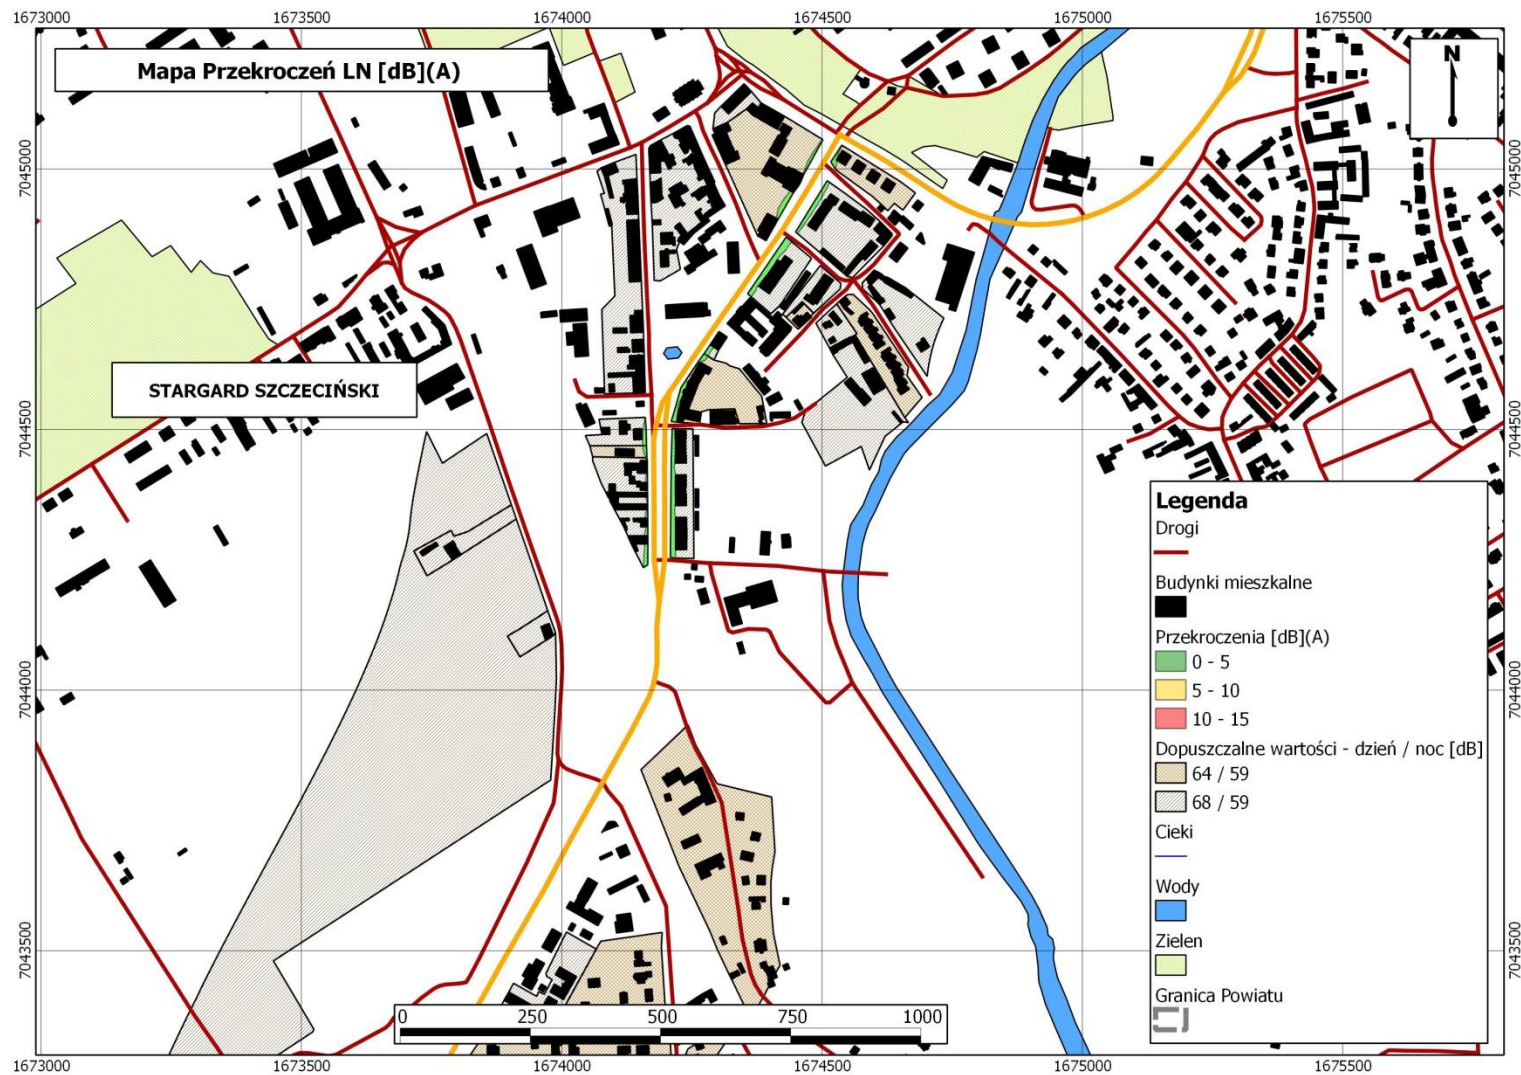 1673000 1673500 1674000 1674500 1675000 1675500
Mapa Przekroczeń LN [dB](A)
N
7045000 7045000
STARGARD SZCZECIŃSKI
7044500 7044500
Legenda
Drogi
Budynki mieszkalne
Przekroczenia [dB](A)
0 - 5
5 - 10
10 - 15
7044000 7044000
Dopuszczalne wartości - dzień / noc [dB]
64 / 59
68 / 59
Cieki
Wody
Zielen
7043500 7043500
Granica Powiatu
0 250 500 750 1000
1673000 1673500 1674000 1674500 1675000 1675500